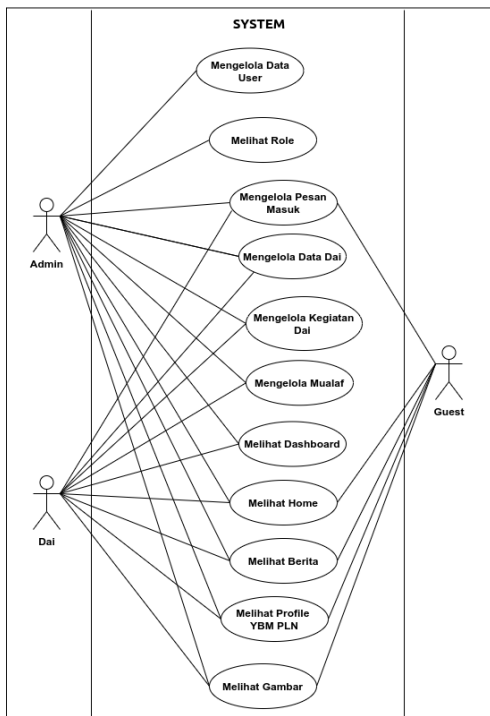 SYSTEM
Mengelola Data
User
Melihat Role
Mengelola Pesan
Masuk
Admin
Mengelola Data Dai
Mengelola Kegiatan
Dai
Mengelola Mualaf
Guest
Melihat Dashboard
Melihat Home
Dai
Melihat Berita
Melihat Profile
YBM PLN
Melihat Gambar